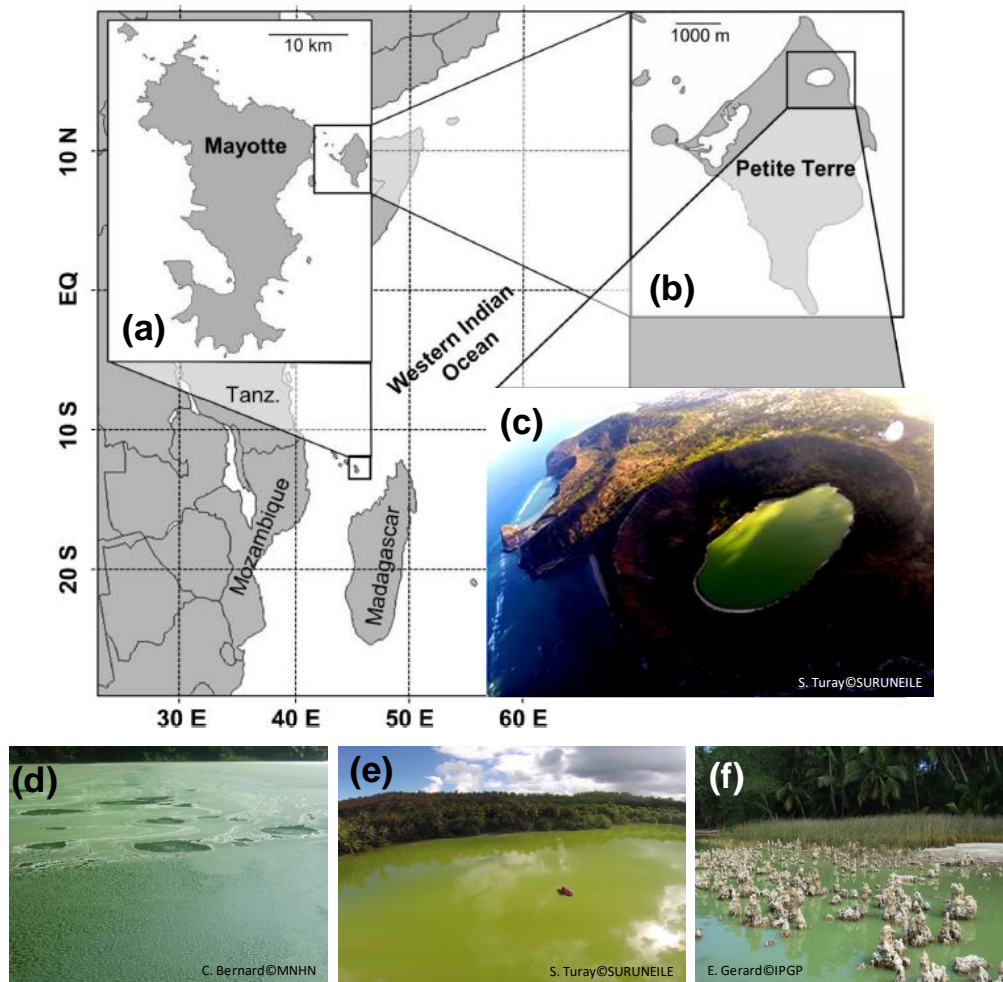 10 km
1000 m
Mayotte
Petite Terre
10 N
EQ
10 S
20 S
(a)
(b)
Western Indian
Ocean
Tanz.
Mozambique
Madagascar
(c)
S. Turay©SURUNEILE
30 E
40 E
50 E
60 E
(d)
(e)
(f)
C. Bernard©MNHN
S. Turay©SURUNEILE
E. Gerard©IPGP